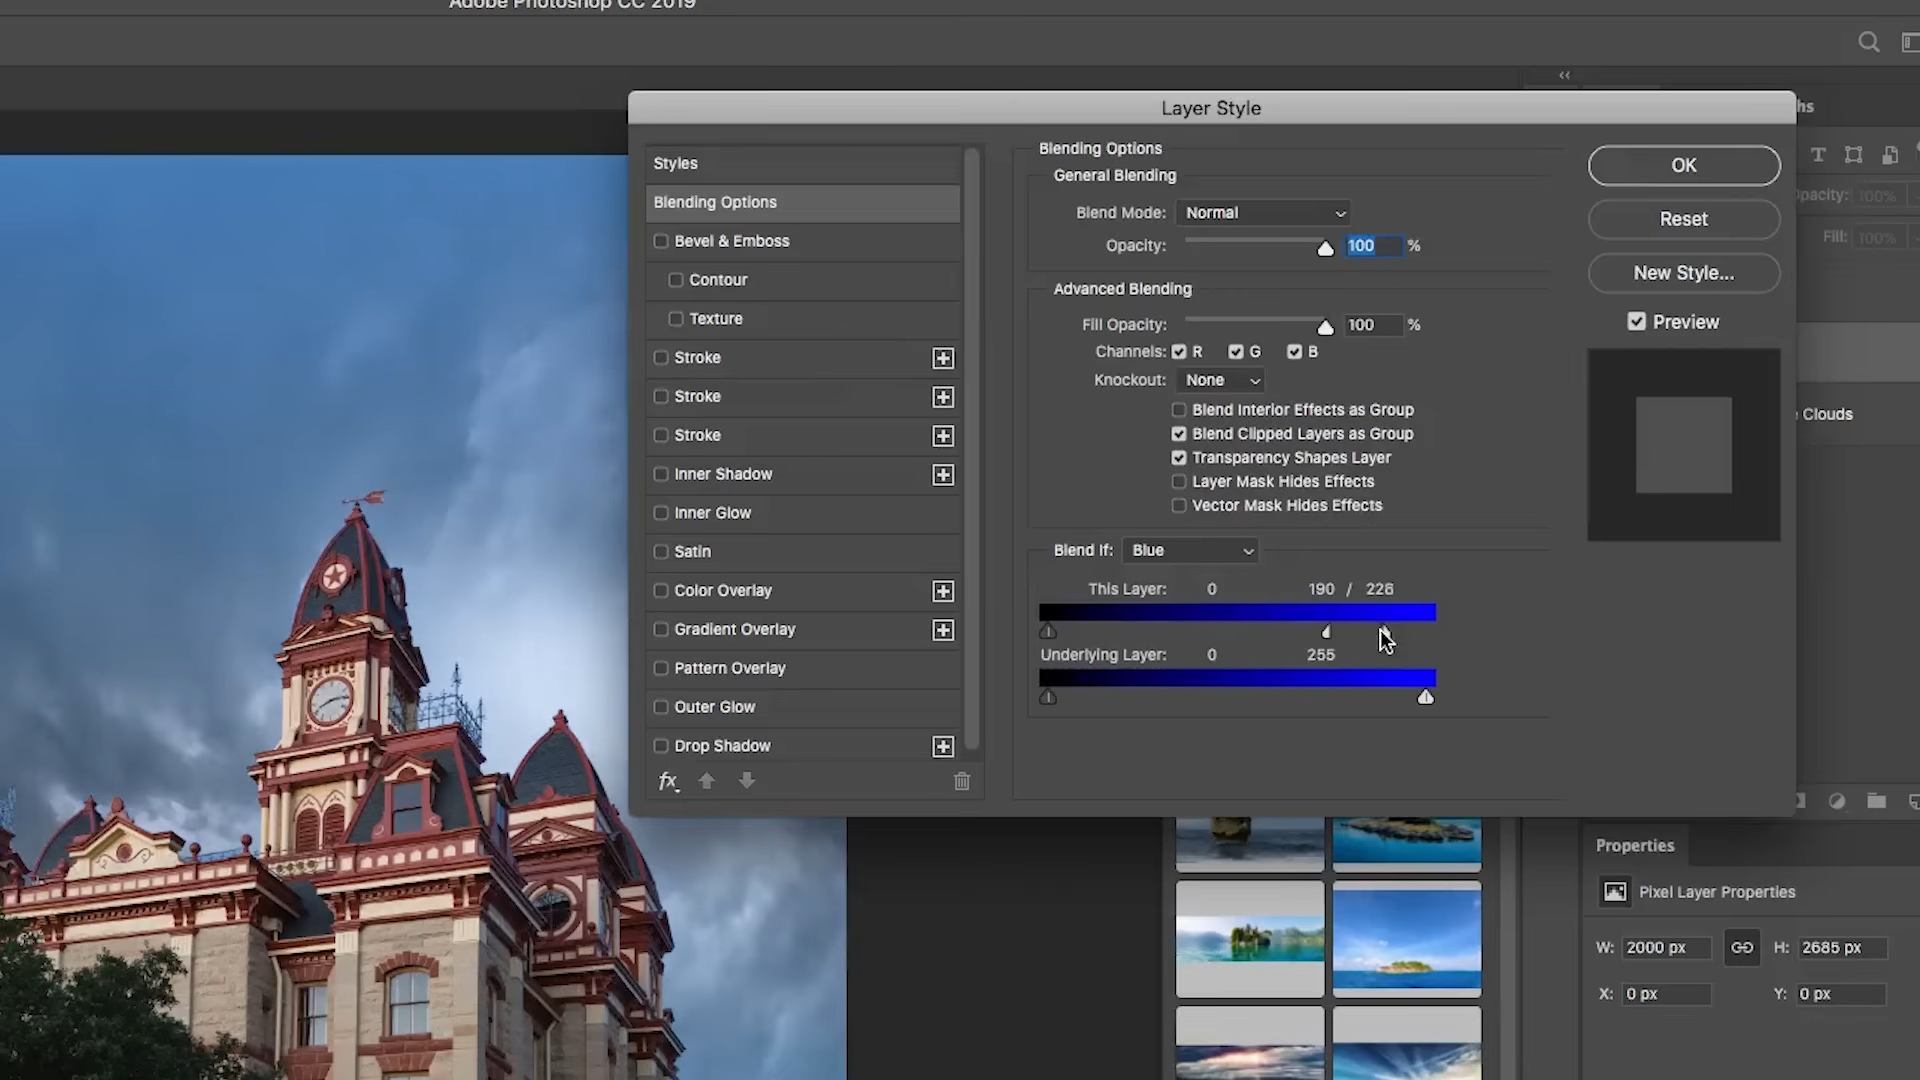 Adobe Photoshop CC 2019
Layer Style
Styles
Blending Options
Bevel & Emboss
Contour
Texture
Stroke
Stroke
Stroke
Inner Shadow
Inner Glow
Satin
Color Overlay
Gradient Overlay
Pattern Overlay
Outer Glow
Drop Shadow
fx
Blending Options
General Blending
Blend Mode: Normal
Opacity: 100 %
Advanced Blending
Fill Opacity: 100 %
Channels: R G B
Knockout: None
Blend Interior Effects as Group
Blend Clipped Layers as Group
Transparency Shapes Layer
Layer Mask Hides Effects
Vector Mask Hides Effects
Blend If: Blue
This Layer: 0 190 / 226
Underlying Layer: 0 255
OK
Reset
New Style...
Preview
hs
Opacity: 100%
Fill: 100%
Clouds
Properties
Pixel Layer Properties
W: 2000 px H: 2685 px
X: 0 px Y: 0 px